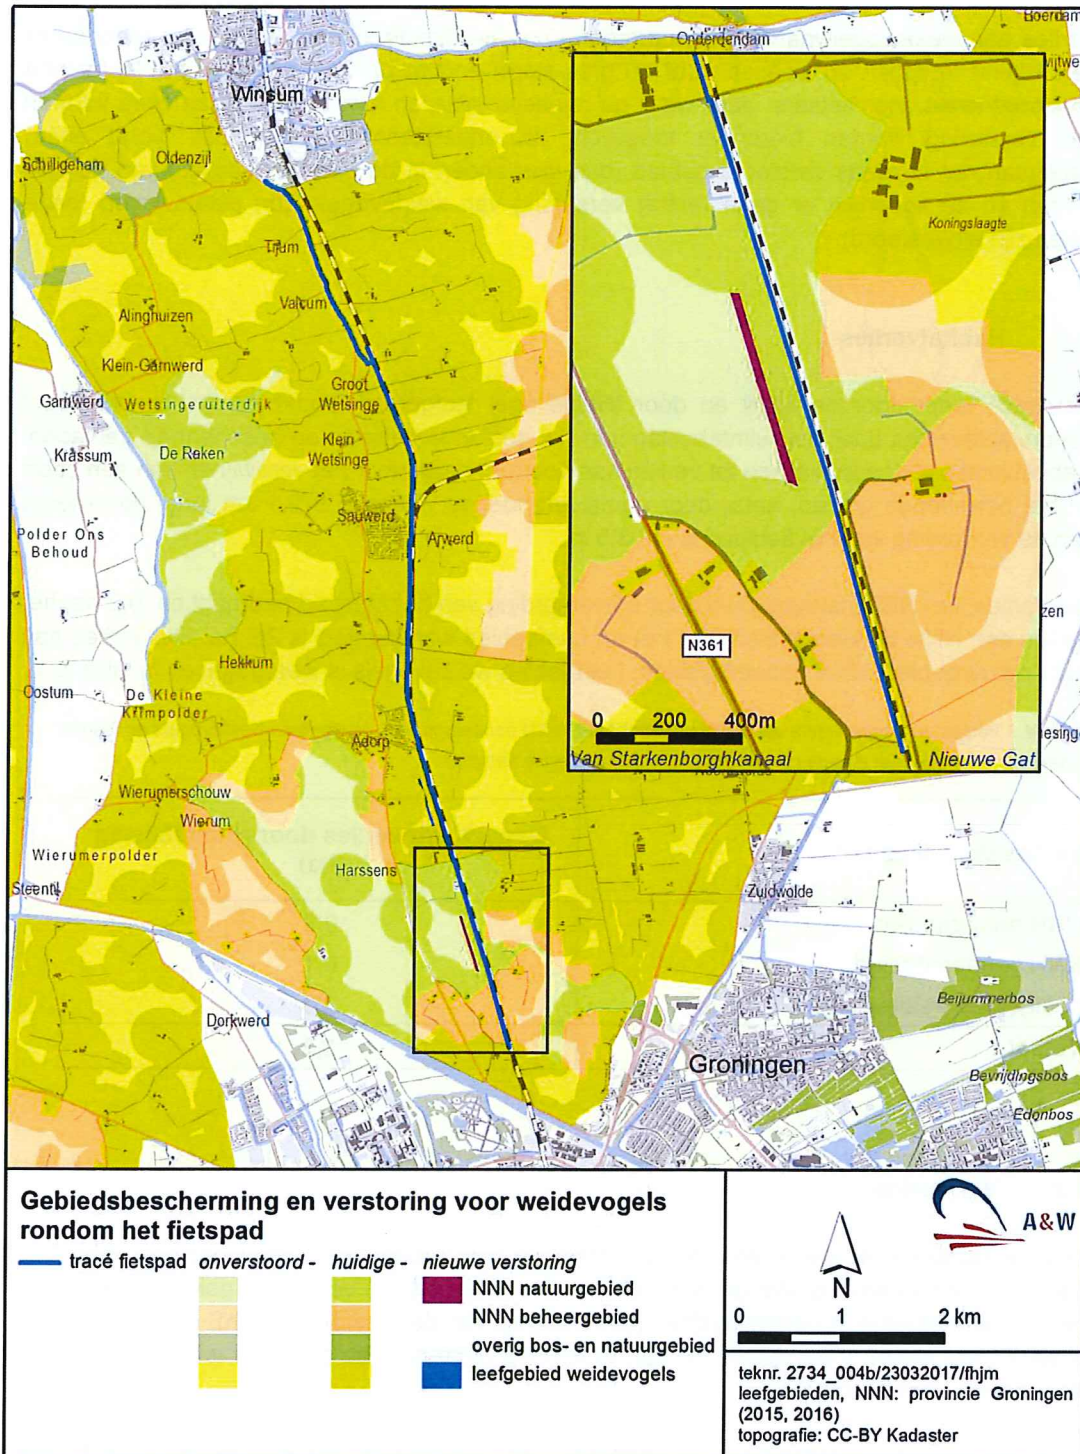 Boerdam
Onderdendam
wijtwe
Winsum
Schilligeham
Oldenzijl
Koningslaagte
Tijum
Valcum
Alinghuizen
Klein-Garnwerd
Garnwerd
Groot
Wetsinge
Wetsingeruiterdijk
Klein
Wetsinge
Krassum
De Raken
Sauwerd
Arwerd
Polder Ons
Behoud
zen
N361
Hekkum
Oostum
De Kleine
Krimpolder
0 200 400m
Van Starkenborghkanaal
Nieuwe Gat
esinge
Adorp
Wierumerschouw
Wierum
Wierumerpolder
Harssens
Zuidwolde
Steentil
Beijummerbos
Dorkwerd
Groningen
Bevrijdingsbos
Edonbos
Gebiedsbescherming en verstoring voor weidevogels
rondom het fietspad
tracé fietspad onverstoord - huidige - nieuwe verstoring
NNN natuurgebied
NNN beheergebied
overig bos- en natuurgebied
leefgebied weidevogels
A&W
N
0 1 2 km
teknr. 2734_004b/23032017/fhjm
leefgebieden, NNN: provincie Groningen
(2015, 2016)
topografie: CC-BY Kadaster